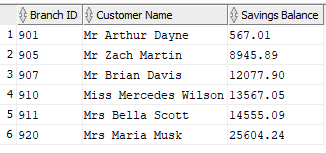 Branch ID Customer Name Savings Balance
1 901 Mr Arthur Dayne 567.01
2 905 Mr Zach Martin 8945.89
3 907 Mr Brian Davis 12077.90
4 910 Miss Mercedes Wilson 13567.05
5 911 Mrs Bella Scott 14555.09
6 920 Mrs Maria Musk 25604.24